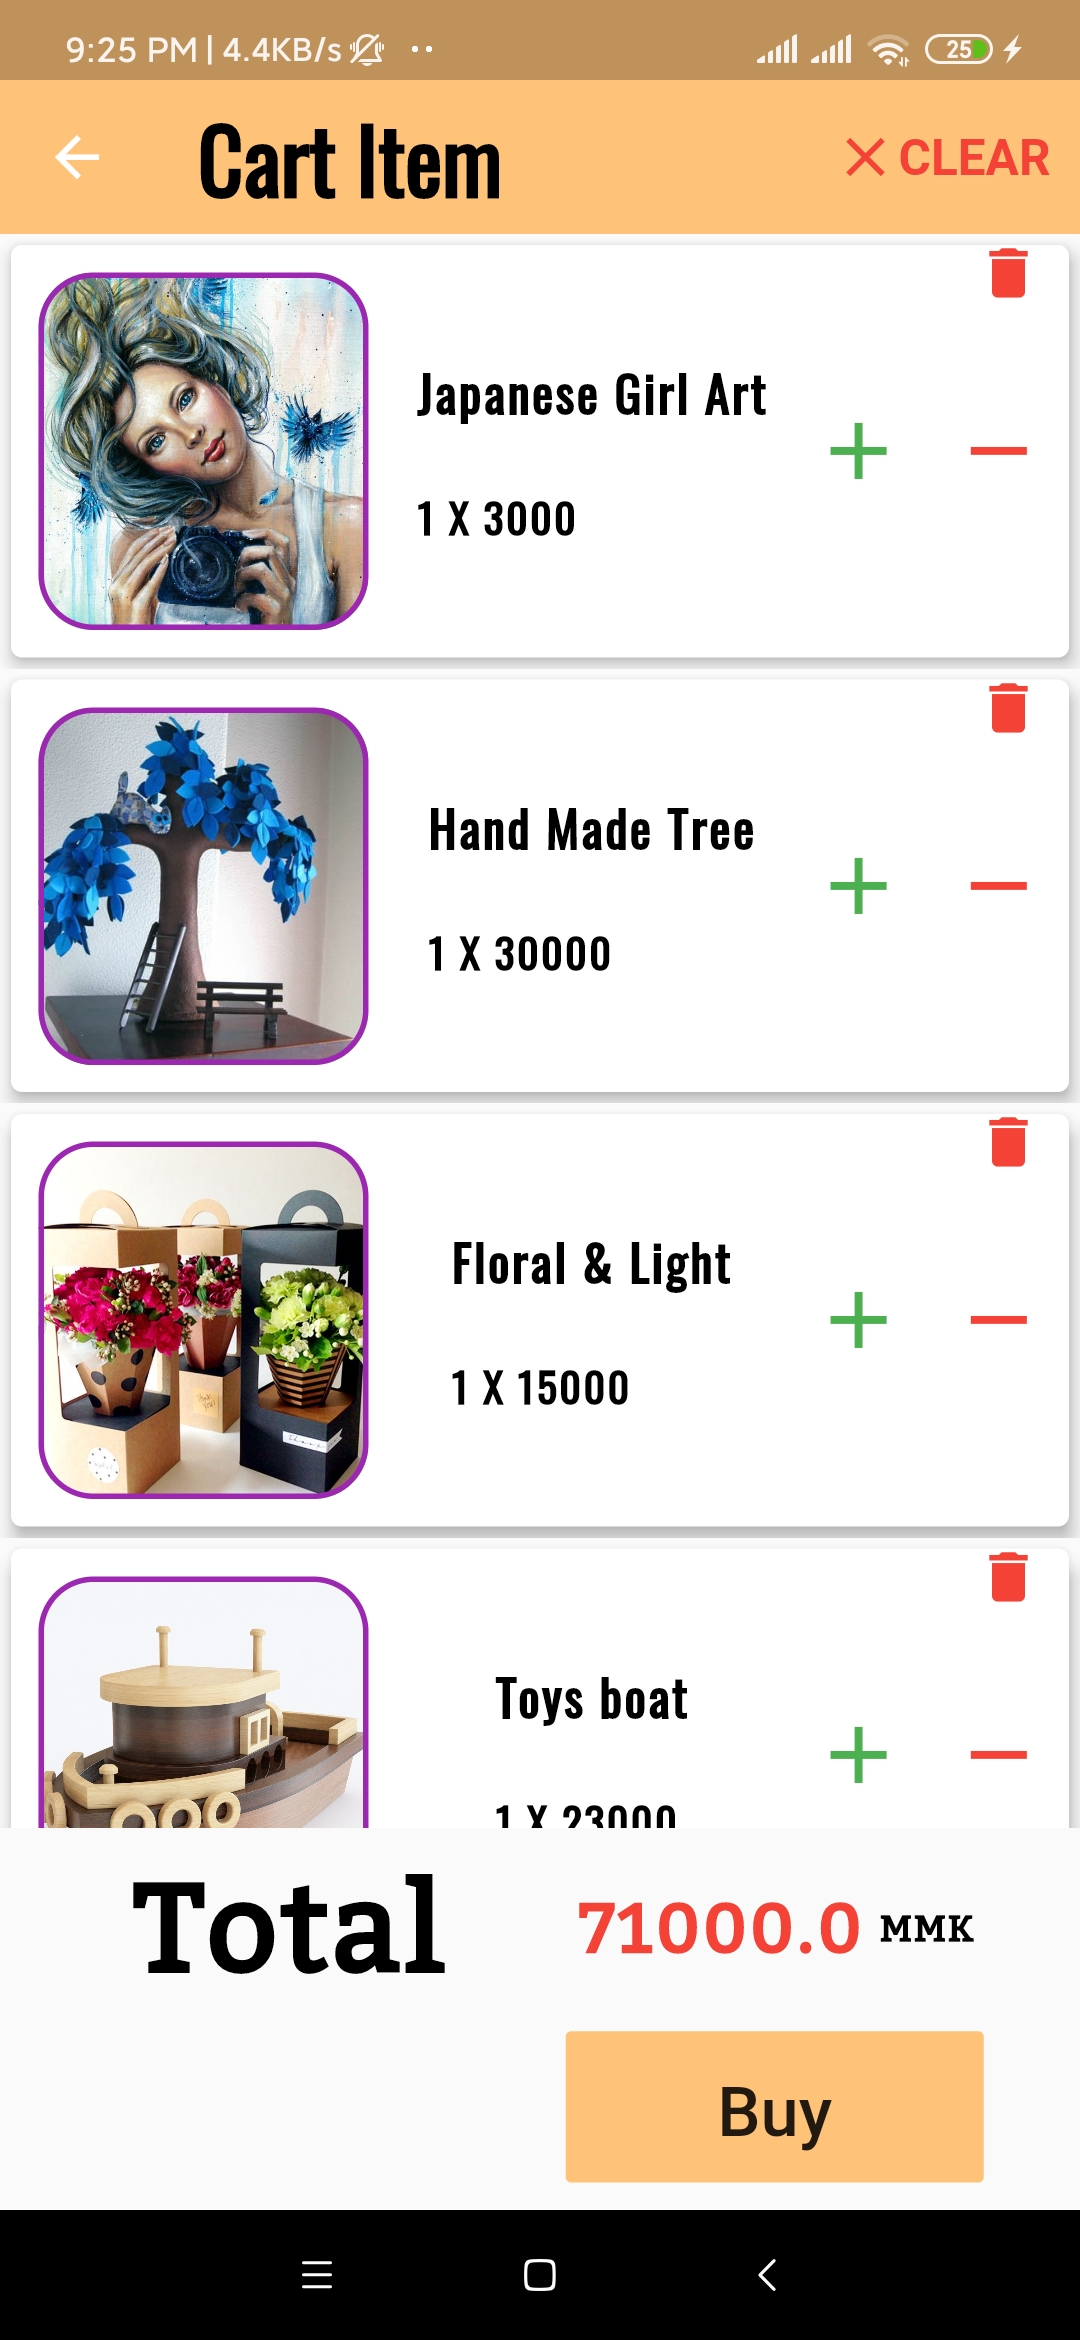 9:25 PM | 4.4KB/s
25
Cart Item
CLEAR
Japanese Girl Art
1 X 3000
Hand Made Tree
1 X 30000
Floral & Light
1 X 15000
Toys boat
1 X 23000
Total 71000.0 MMK
Buy